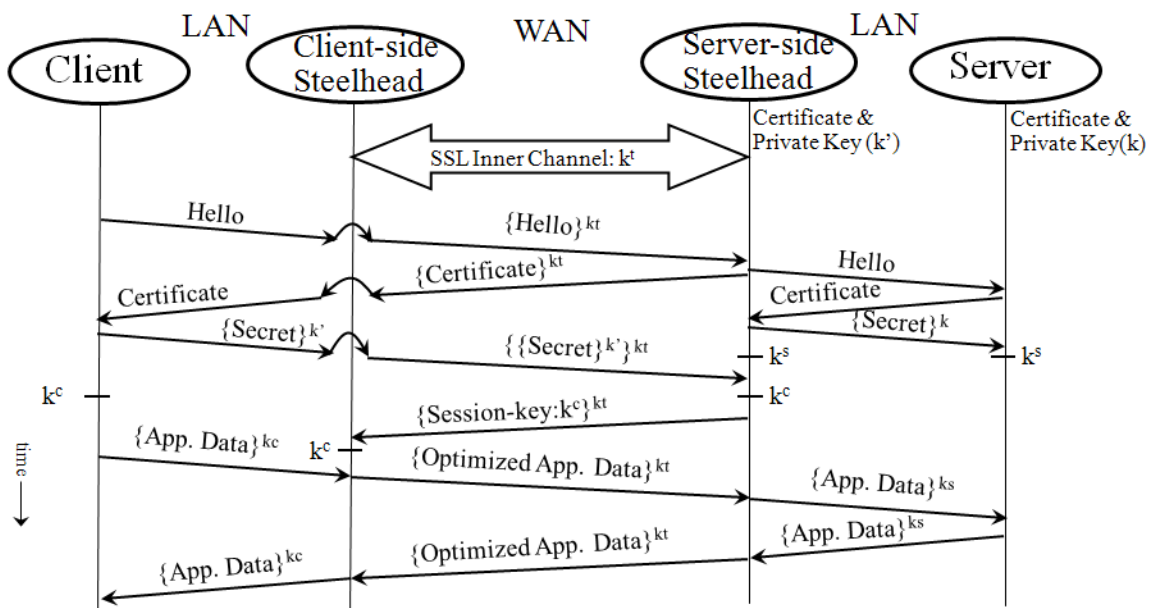 LAN
WAN
LAN
Client
Client-side
Steelhead
Server-side
Steelhead
Server
Certificate &
Private Key (k’)
Certificate &
Private Key(k)
SSL Inner Channel: kᵗ
Hello
{Hello}ᵏᵗ
Hello
{Certificate}ᵏᵗ
Certificate
Certificate
{Secret}ᵏ
{Secret}ᵏ’
{{Secret}ᵏ’}ᵏᵗ
kˢ
kˢ
kᶜ
kᶜ
{Session-key:kᶜ}ᵏᵗ
{App. Data}ᵏᶜ
kᶜ
{Optimized App. Data}ᵏᵗ
{App. Data}ᵏˢ
time
{App. Data}ᵏˢ
{Optimized App. Data}ᵏᵗ
{App. Data}ᵏᶜ